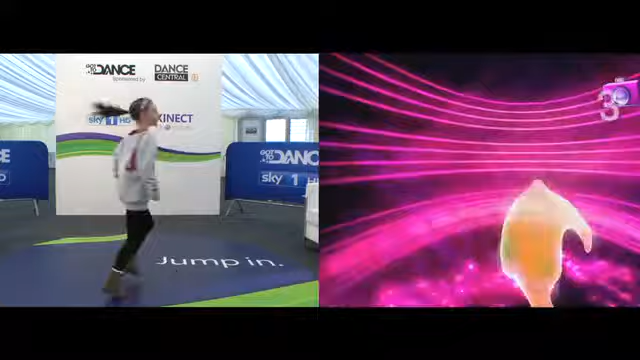 GOT TO DANCE
sponsored by
DANCE
CENTRAL
sky 1 HD
KINECT
GOT TO DANCE
sky 1 H
3
Jump in.